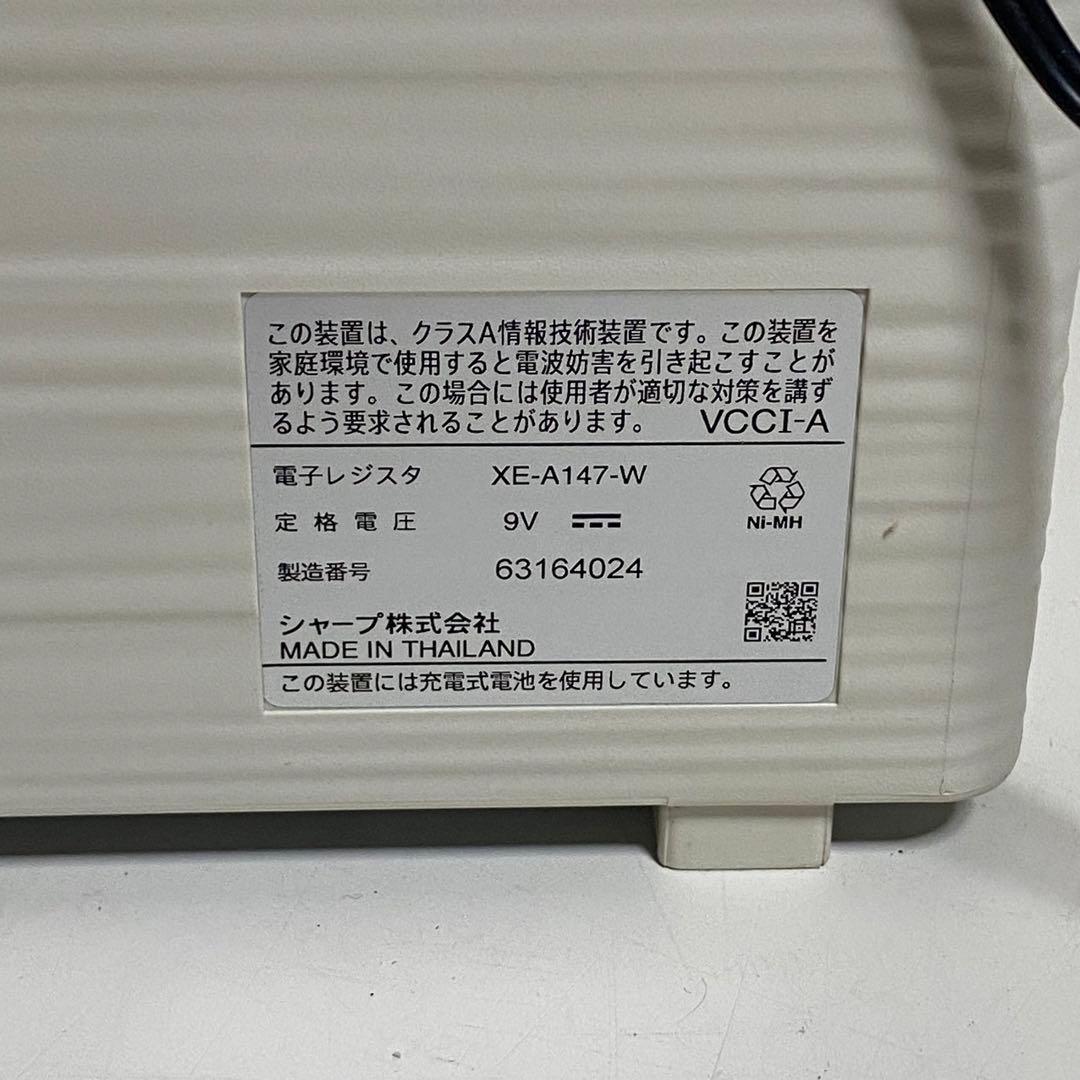 この装置は、クラスA情報技術装置です。この装置を
家庭環境で使用すると電波妨害を引き起こすことが
あります。この場合には使用者が適切な対策を講ず
るよう要求されることがあります。 VCCI-A
電子レジスタ XE-A147-W
定格電圧 9V
Ni-MH
製造番号 63164024
シャープ株式会社
MADE IN THAILAND
この装置には充電式電池を使用しています。